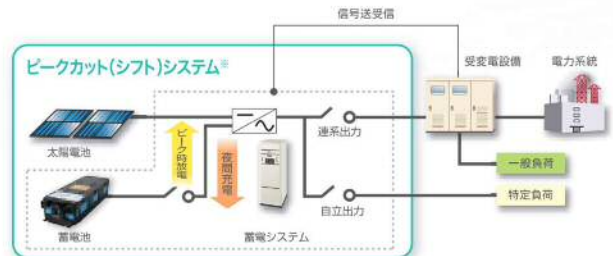 信号送受信
ピークカット(シフト)システム※
受変電設備
電力系統
太陽電池
ピーク時放電
夜間充電
連系出力
一般負荷
蓄電池
蓄電システム
自立出力
特定負荷